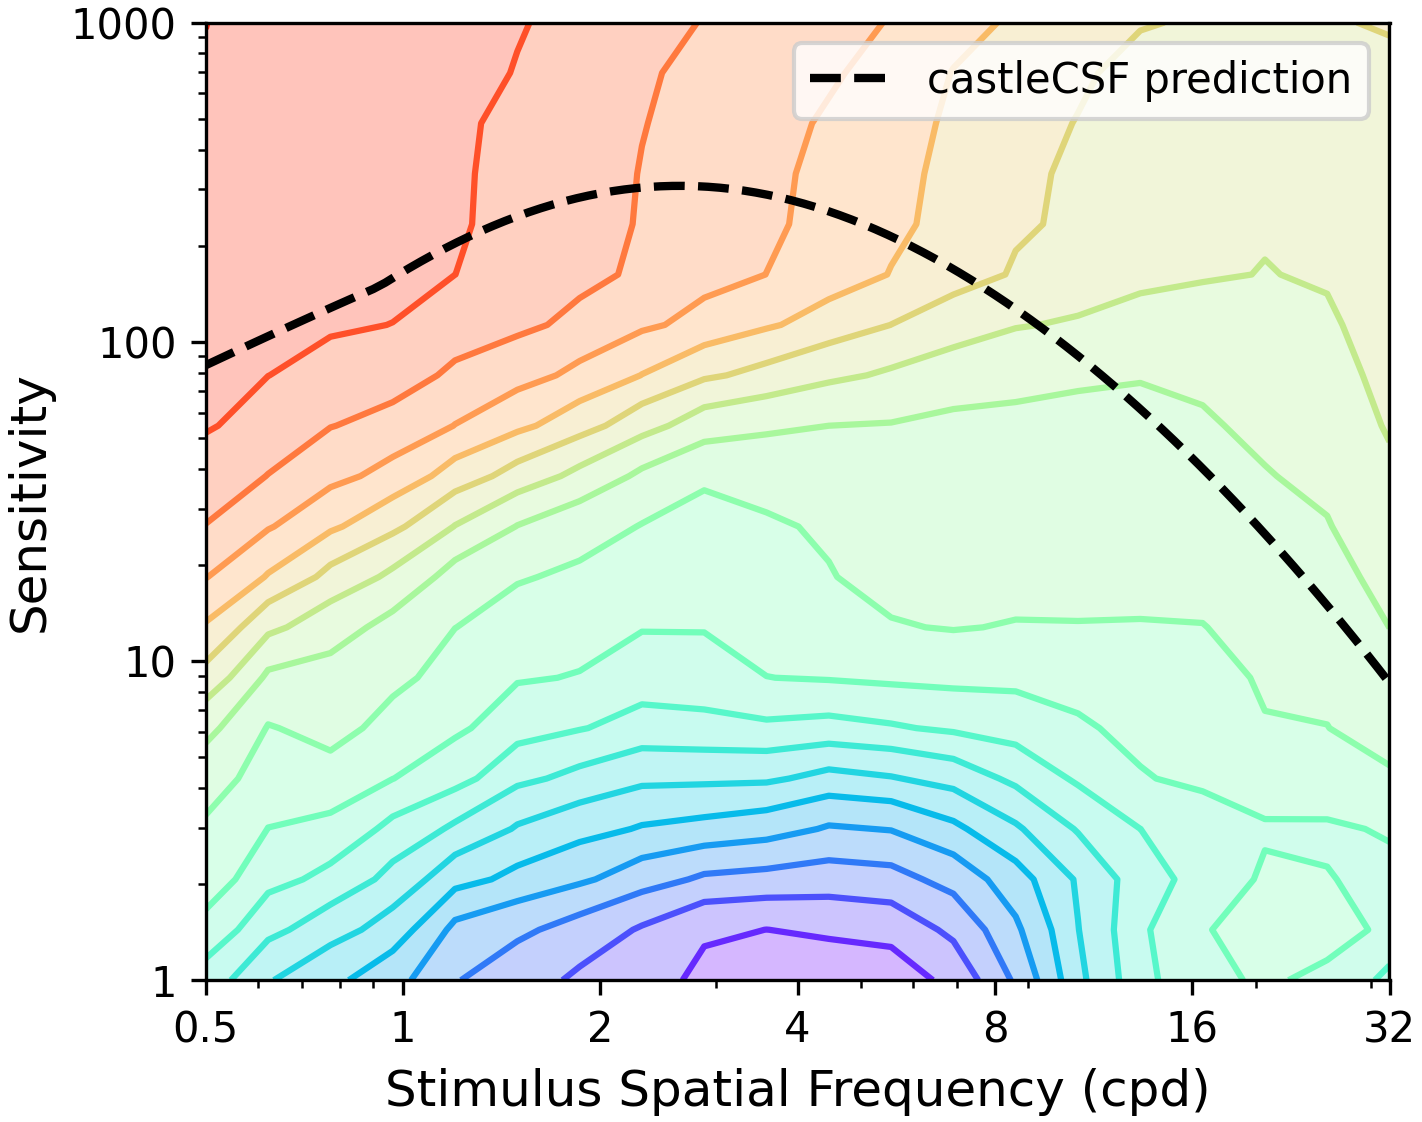 1000
100
10
1
Sensitivity
castleCSF prediction
0.5 1 2 4 8 16 32
Stimulus Spatial Frequency (cpd)